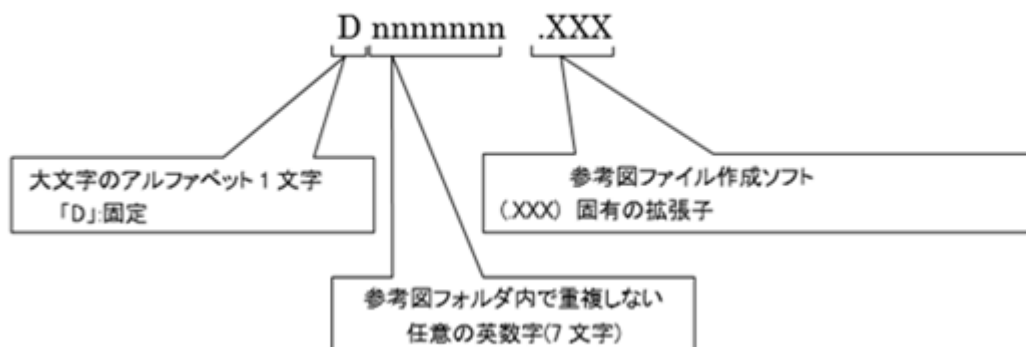 D nnnnnnn .XXX
大文字のアルファベット1文字
「D」:固定
参考図ファイル作成ソフト
(.XXX) 固有の拡張子
参考図フォルダ内で重複しない
任意の英数字(7文字)